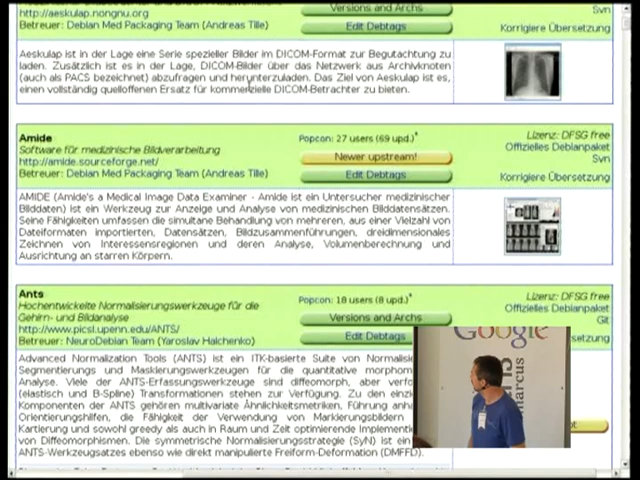 http://aeskulap.nongnu.org
Betreuer: Debian Med Packaging Team (Andreas Tille)
Versions and Archs
Edit Debtags
Svn
Korrigiere Übersetzung
Aeskulap ist in der Lage eine Serie spezieller Bilder im DICOM-Format zur Begutachtung zu
laden. Zusätzlich ist es in der Lage, DICOM-Bilder über das Netzwerk aus Archivknoten
(auch als PACS bezeichnet) abzufragen und herunterzuladen. Das Ziel von Aeskulap ist es,
einen vollständig quelloffenen Ersatz für kommerzielle DICOM-Betrachter zu bieten.
Amide
Software für medizinische Bildverarbeitung
http://amide.sourceforge.net/
Betreuer: Debian Med Packaging Team (Andreas Tille)
Popcon: 27 users (69 upd.)*
Newer upstream!
Edit Debtags
Lizenz: DFSG free
Offizielles Debianpaket
Svn
Korrigiere Übersetzung
AMIDE (Amide's a Medical Image Data Examiner - Amide ist ein Untersucher medizinischer
Bilddaten) ist ein Werkzeug zur Anzeige und Analyse von medizinischen Bilddatensätzen.
Seine Fähigkeiten umfassen die simultane Behandlung von mehreren, aus einer Vielzahl von
Dateiformaten importierten, Datensätzen, Bildzusammenführungen, dreidimensionales
Zeichnen von Interessensregionen und deren Analyse, Volumenberechnung und
Ausrichtung an starren Körpern.
Ants
Hochentwickelte Normalisierungswerkzeuge für die
Gehirn- und Bildanalyse
http://www.picsl.upenn.edu/ANTS/
Betreuer: NeuroDebian Team (Yaroslav Halchenko)
Popcon: 18 users (8 upd.)*
Versions and Archs
Edit Debtags
Lizenz: DFSG free
Offizielles Debianpaket
Git
setzung
Advanced Normalization Tools (ANTS) ist ein ITK-basierte Suite von Normalisie
Segmentierungs und Maskierungswerkzeugen für die quantitative morphom
Analyse. Viele der ANTS-Erfassungswerkzeuge sind diffeomorph, aber verfo
(elastisch und B-Spline) Transformationen stehen zur Verfügung. Zu den einzi
Komponenten der ANTS gehören multivariate Ähnlichkeitsmetriken, Führung anh
Orientierungshilfen, die Fähigkeit der Verwendung von Markierungsbildern
Kartierung und sowohl greedy als auch in Raum und Zeit optimierende Implement
von Diffeomorphismen. Die symmetrische Normalisierungsstrategie (SyN) ist ein
ANTS-Werkzeugsatzes ebenso wie direkt manipulierte Freiform-Deformation (DMFFD).
Google
marcus